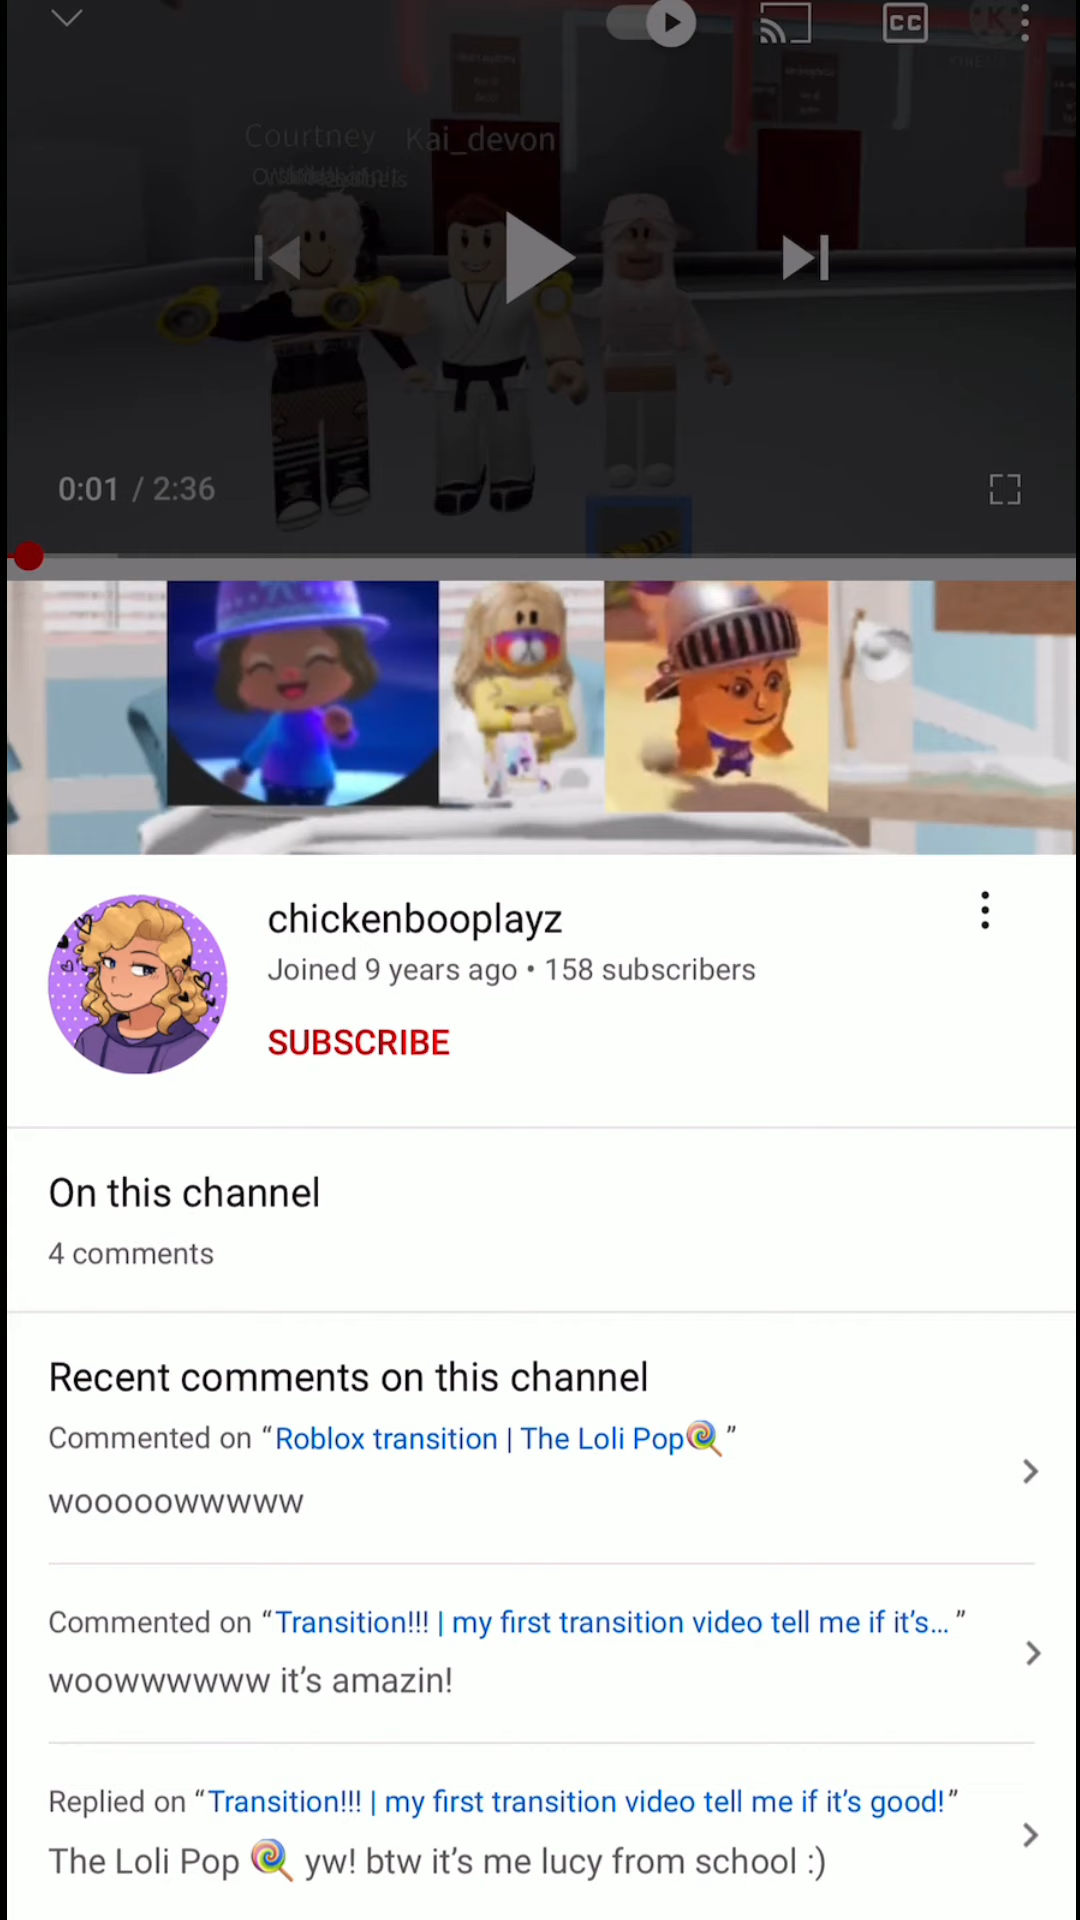 CC
Courtney Kai_devon
0:01 / 2:36
chickenbooplayz
Joined 9 years ago • 158 subscribers
SUBSCRIBE
On this channel
4 comments
Recent comments on this channel
Commented on “Roblox transition | The Loli Pop🍭”
wooooowwwww
Commented on “Transition!!! | my first transition video tell me if it’s...”
woowwwwww it’s amazin!
Replied on “Transition!!! | my first transition video tell me if it’s good!”
The Loli Pop 🍭 yw! btw it’s me lucy from school :)